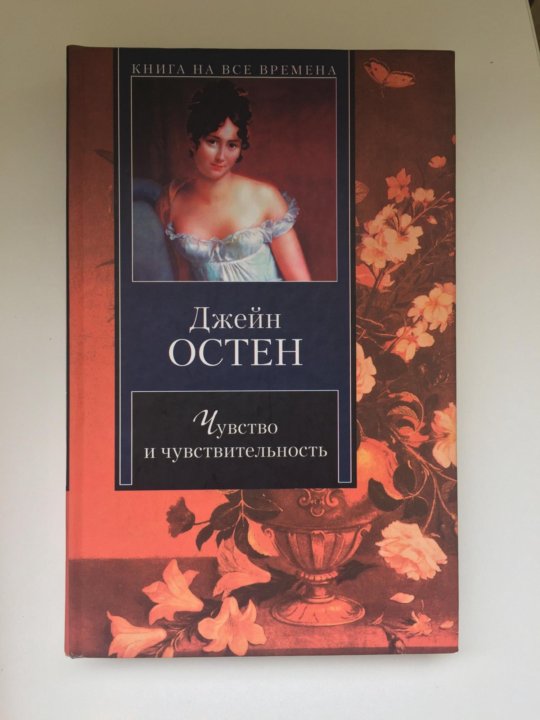 КНИГА НА ВСЕ ВРЕМЕНА
Джейн
ОСТЕН
Чувство
и чувствительность